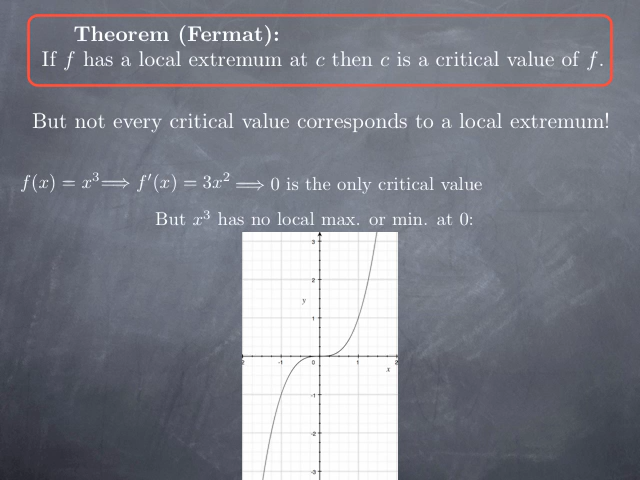 Theorem (Fermat):
If f has a local extremum at c then c is a critical value of f.
But not every critical value corresponds to a local extremum!
f(x) = x³ ⟹ f′(x) = 3x² ⟹ 0 is the only critical value
But x³ has no local max. or min. at 0:
3
2
y
1
2 -1 0 1 2
x
-1
-2
-3